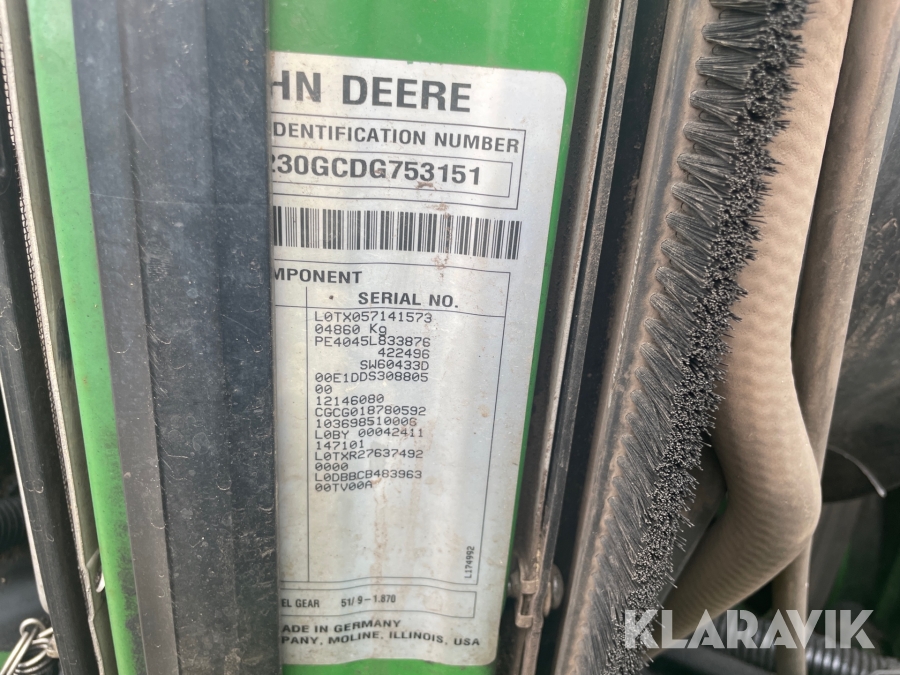 HN DEERE
DENTIFICATION NUMBER
230GCDG753151
MPONENT
SERIAL NO.
L0TX057141573
04860 Kg
PE4045L833876
422496
SW60433D
00E1DDS308805
00
12146080
CGCG018780592
10369851000S
L0BY 00042411
147101
L0TXR27637492
0000
L0DBBCB483963
00TV00A
L174992
EL GEAR 51/ 9-1.870
ADE IN GERMANY
PANY, MOLINE, ILLINOIS, USA
KLARAVIK